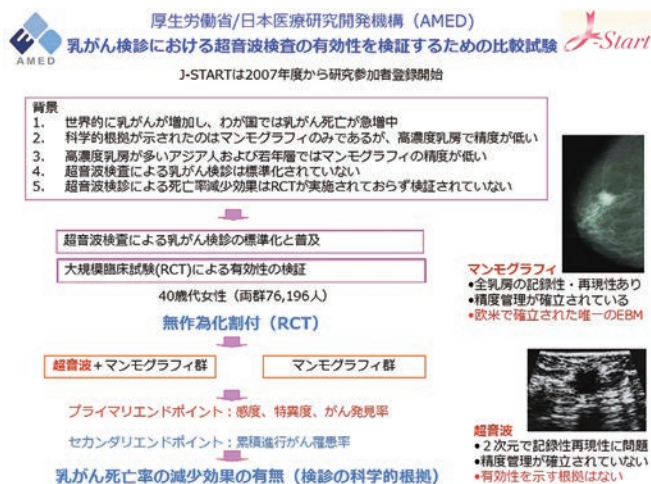 厚生労働省/日本医療研究開発機構（AMED）
AMED
乳がん検診における超音波検査の有効性を検証するための比較試験
J-Start
J-STARTは2007年度から研究参加者登録開始
背景
1. 世界的に乳がんが増加し、わが国では乳がん死亡が急増中
2. 科学的根拠が示されたのはマンモグラフィのみであるが、高濃度乳房で精度が低い
3. 高濃度乳房が多いアジア人および若年層ではマンモグラフィの精度が低い
4. 超音波検査による乳がん検診は標準化されていない
5. 超音波検診による死亡率減少効果はRCTが実施されておらず検証されていない
超音波検査による乳がん検診の標準化と普及
大規模臨床試験(RCT)による有効性の検証
40歳代女性（両群76,196人）
無作為化割付（RCT）
超音波＋マンモグラフィ群
マンモグラフィ群
プライマリエンドポイント：感度、特異度、がん発見率
セカンダリエンドポイント：累積進行がん罹患率
乳がん死亡率の減少効果の有無（検診の科学的根拠）
マンモグラフィ
●全乳房の記録性・再現性あり
●精度管理が確立されている
●欧米で確立された唯一のEBM
超音波
●２次元で記録性再現性に問題
●精度管理が確立されていない
●有効性を示す根拠はない